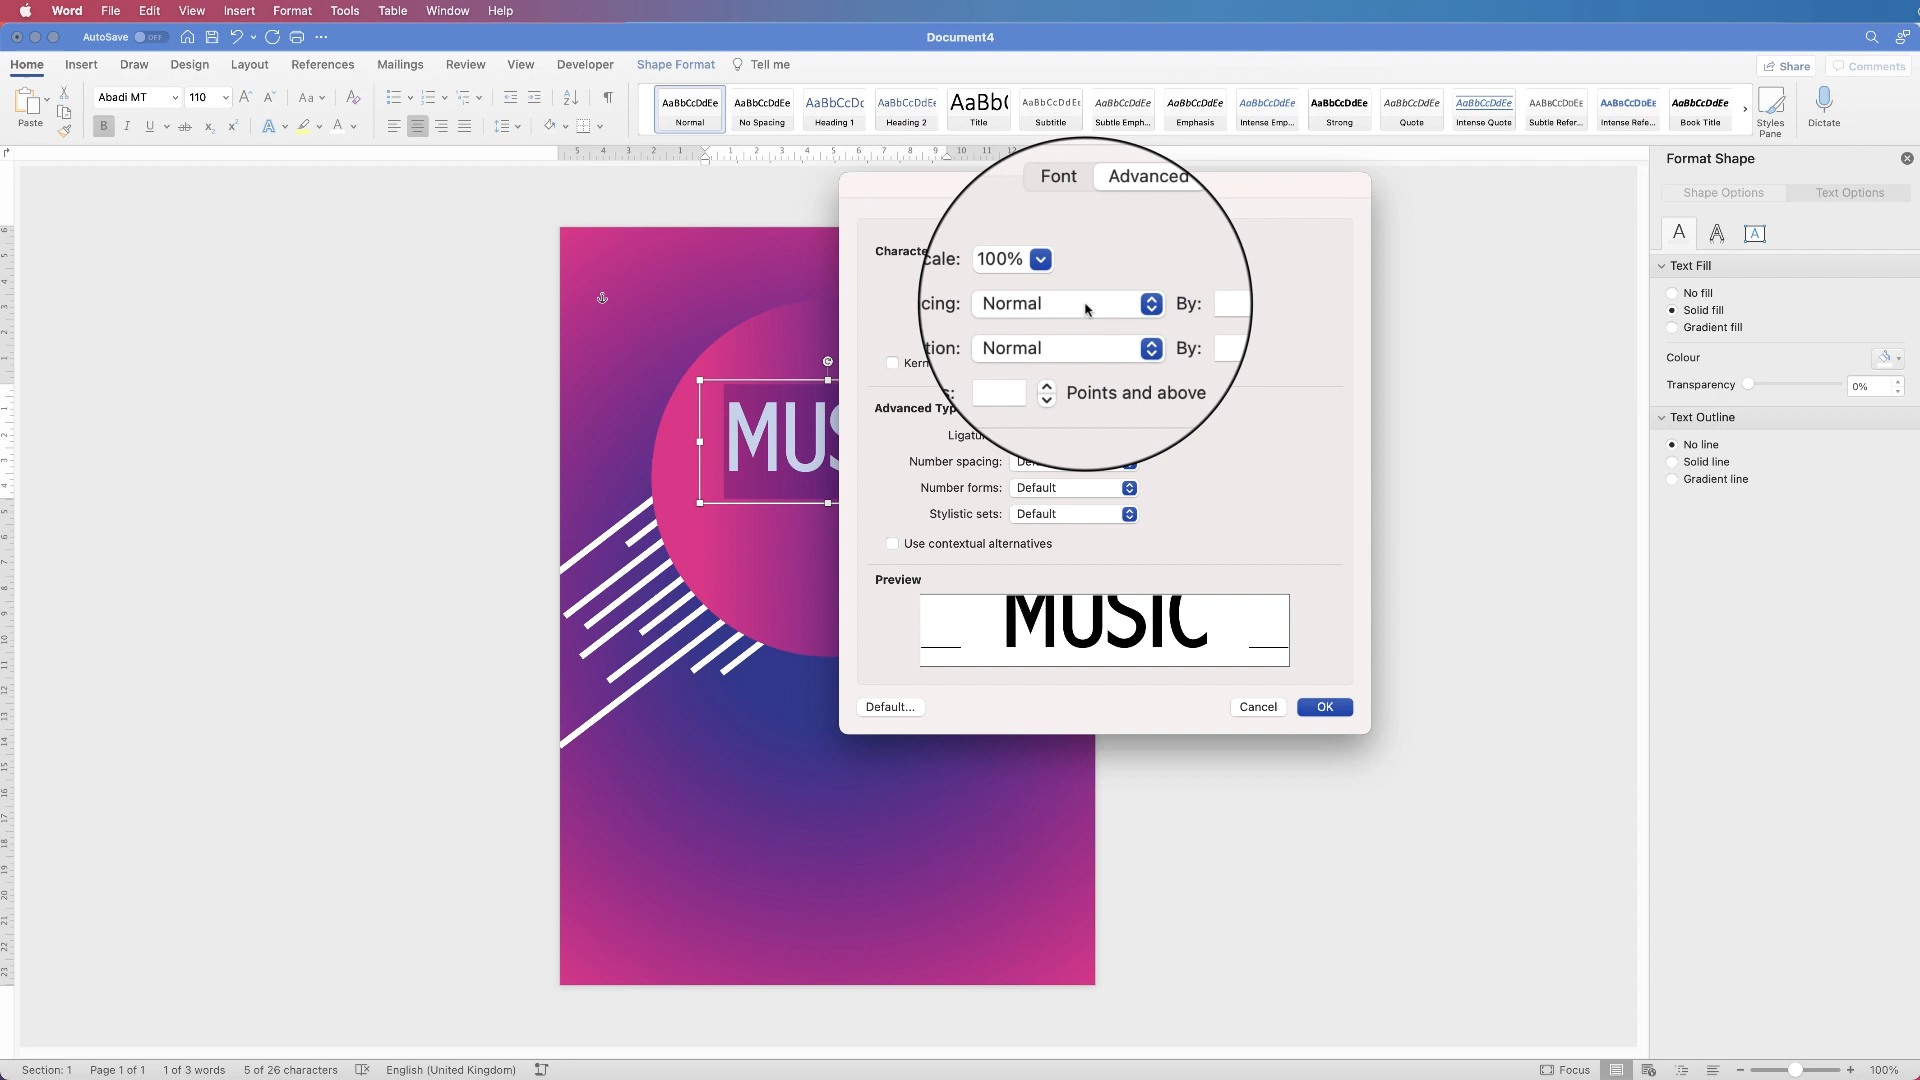 Word File Edit View Insert Format Tools Table Window Help
AutoSave OFF Document4
Home Insert Draw Design Layout References Mailings Review View Developer Shape Format Tell me Share Comments
Paste
Abadi MT 110
AaBbCcDdEe AaBbCcDdEe AaBbCcDc AaBbCcDdEe AaBb( AaBbCcDdEe AaBbCcDdEe AaBbCcDdEe AaBbCcDdEe AaBbCcDdEe AaBbCcDdEe AaBbCcDdEe AaBbCcDdEe AaBbCcDdEe AaBbCcDdEe
Normal No Spacing Heading 1 Heading 2 Title Subtitle Subtle Emph... Emphasis Intense Emp... Strong Quote Intense Quote Subtle Refer... Intense Refe... Book Title
Styles
Pane
Dictate
Font Advanced
Characte
cale: 100%
cing: Normal By:
tion: Normal By:
Kern
s: Points and above
Advanced Typ
Ligatu
Number spacing: De
Number forms: Default
Stylistic sets: Default
Use contextual alternatives
Preview
MUSIC
Default... Cancel OK
MUS
Format Shape
Shape Options Text Options
Text Fill
No fill
Solid fill
Gradient fill
Colour
Transparency 0%
Text Outline
No line
Solid line
Gradient line
Section: 1 Page 1 of 1 1 of 3 words 5 of 26 characters English (United Kingdom) Focus 100%